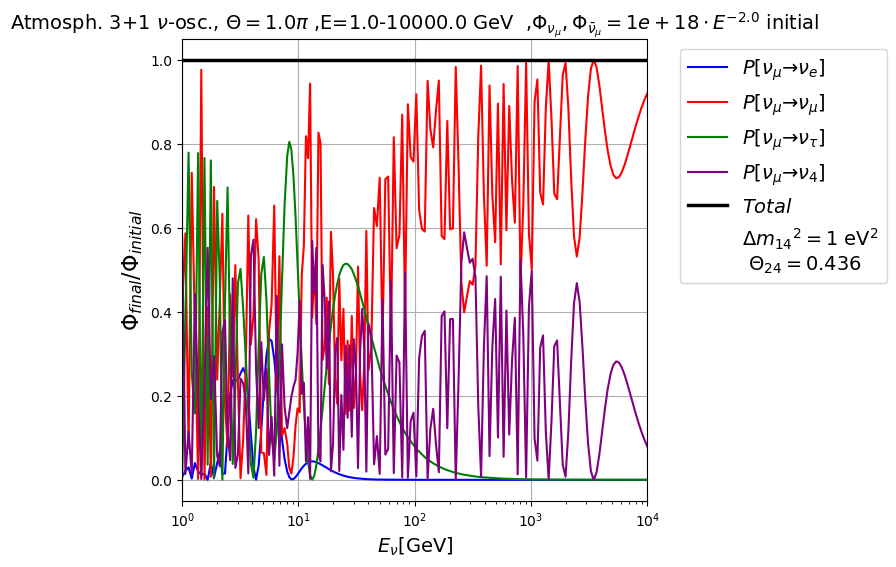 Atmosph. 3+1 ν-osc., Θ = 1.0π ,E=1.0-10000.0 GeV ,Φ_{ν_μ}, Φ_{ν̄_μ} = 1e + 18 · E^{−2.0} initial
1.0
0.8
0.6
0.4
0.2
0.0
Φ_{final}/Φ_{initial}
10^0
10^1
10^2
10^3
10^4
E_ν[GeV]
P[ν_μ→ν_e]
P[ν_μ→ν_μ]
P[ν_μ→ν_τ]
P[ν_μ→ν_4]
Total
Δm_{14}^2 = 1 eV^2
Θ_{24} = 0.436